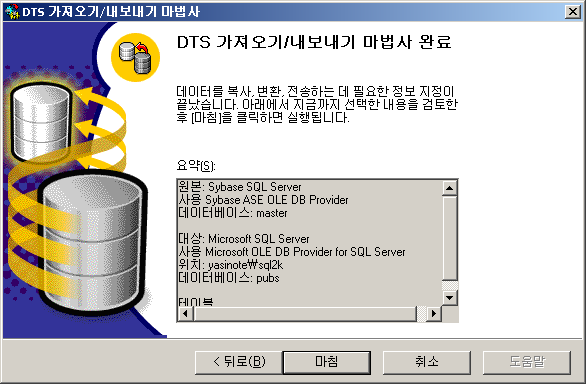 DTS 가져오기/내보내기 마법사
DTS 가져오기/내보내기 마법사 완료
데이터를 복사, 변환, 전송하는 데 필요한 정보 지정이
끝났습니다. 아래에서 지금까지 선택한 내용을 검토한
후 [마침]을 클릭하면 실행됩니다.
요약(S):
원본: Sybase SQL Server
사용 Sybase ASE OLE DB Provider
데이터베이스: master
대상: Microsoft SQL Server
사용 Microsoft OLE DB Provider for SQL Server
위치: yasinote₩sql2k
데이터베이스: pubs
테이블
< 뒤로(B)
마침
취소
도움말